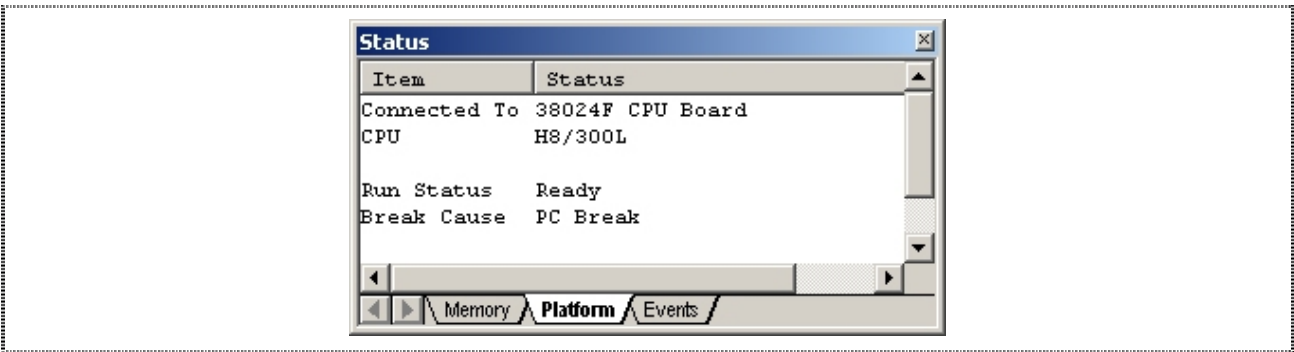 Status
Item Status
Connected To 38024F CPU Board
CPU H8/300L
Run Status Ready
Break Cause PC Break
Memory Platform Events